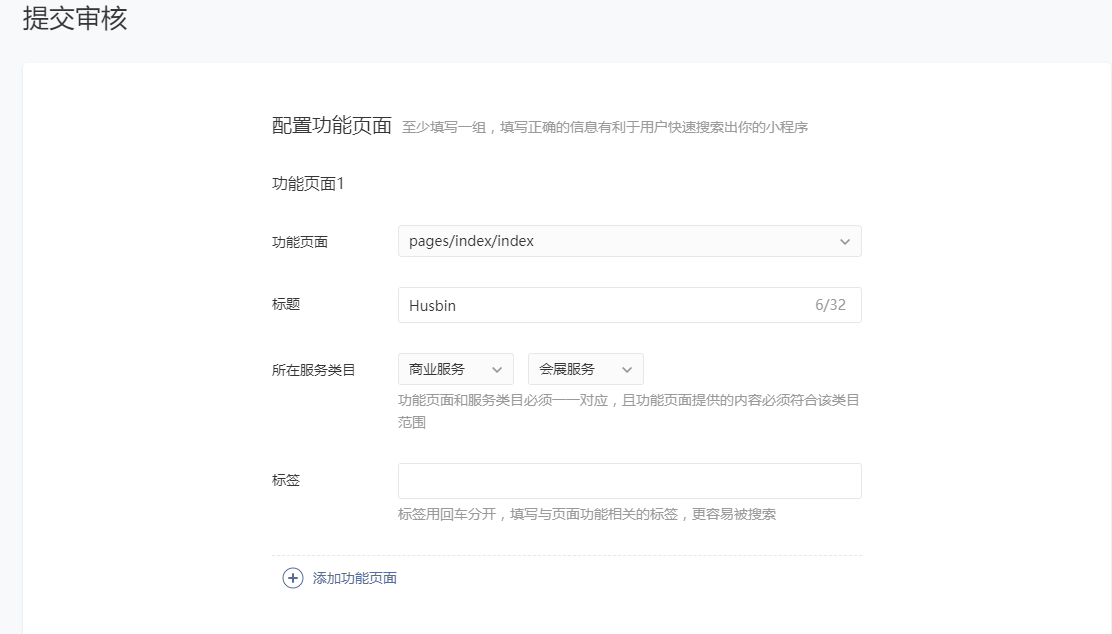 提交审核
配置功能页面 至少填写一组，填写正确的信息有利于用户快速搜索出你的小程序
功能页面1
功能页面 pages/index/index
标题 Husbin 6/32
所在服务类目 商业服务 会展服务
功能页面和服务类目必须一一对应，且功能页面提供的内容必须符合该类目
范围
标签
标签用回车分开，填写与页面功能相关的标签，更容易被搜索
添加功能页面